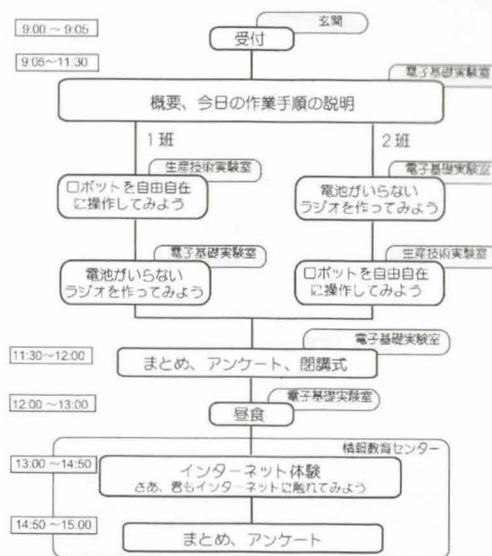 9:00 ～ 9:05
玄関
受付
9:05～11:30
電子基礎実験室
概要、今日の作業手順の説明
1班
2班
生産技術実験室
電子基礎実験室
ロボットを自由自在
に操作してみよう
電池がいらない
ラジオを作ってみよう
電子基礎実験室
生産技術実験室
電池がいらない
ラジオを作ってみよう
ロボットを自由自在
に操作してみよう
電子基礎実験室
11:30～12:00
まとめ、アンケート、閉講式
電子基礎実験室
12:00～13:00
昼食
情報教育センター
13:00 ～ 14:50
インターネット体験
さあ、君もインターネットに触れてみよう
14:50 ～ 15:00
まとめ、アンケート